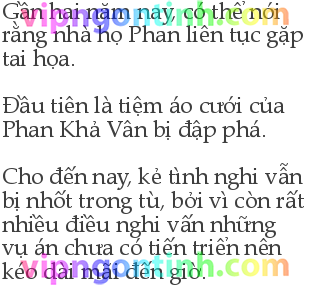 Gần hai năm nay, có thể nói
rằng nhà họ Phan liên tục gặp
tai họa.
Đầu tiên là tiệm áo cưới của
Phan Khả Vân bị đập phá.
Cho đến nay, kẻ tình nghi vẫn
bị nhốt trong tù, bởi vì còn rất
nhiều điều nghi vấn những
vụ án chưa có tiến triển nên
kéo dài mãi đến giờ.
vipngontinh.com
vipngontinh.com